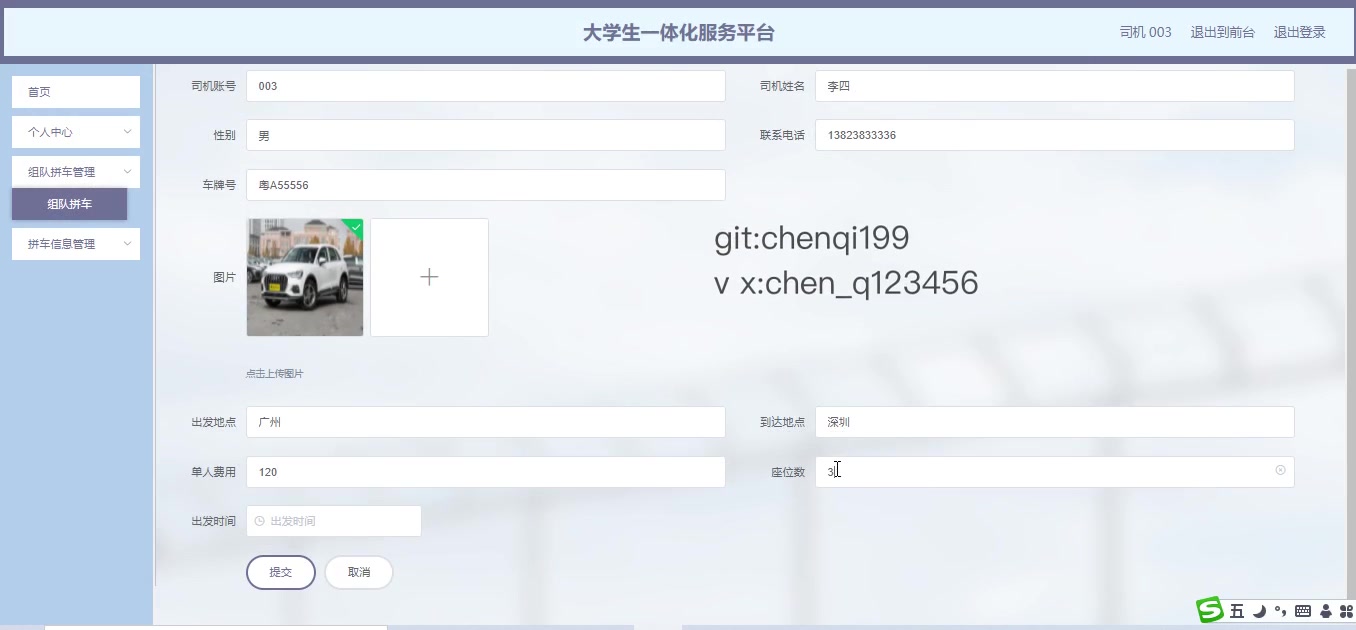 大学生一体化服务平台
司机 003 退出到前台 退出登录
首页
个人中心
组队拼车管理
组队拼车
拼车信息管理
司机账号 003 司机姓名 李四
性别 男 联系电话 13823833336
车牌号 粤A55556
图片
git:chenqi199
v x:chen_q123456
点击上传图片
出发地点 广州 到达地点 深圳
单人费用 120 座位数 3
出发时间 出发时间
提交 取消
S 五